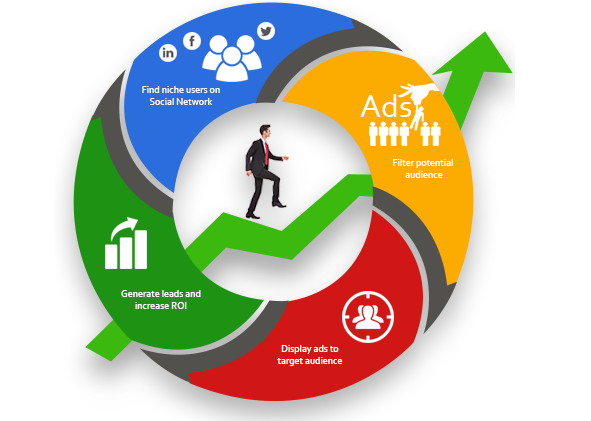 in f
Find niche users on
Social Network
Ads
Filter potential
audience
Generate leads and
increase ROI
Display ads to
target audience